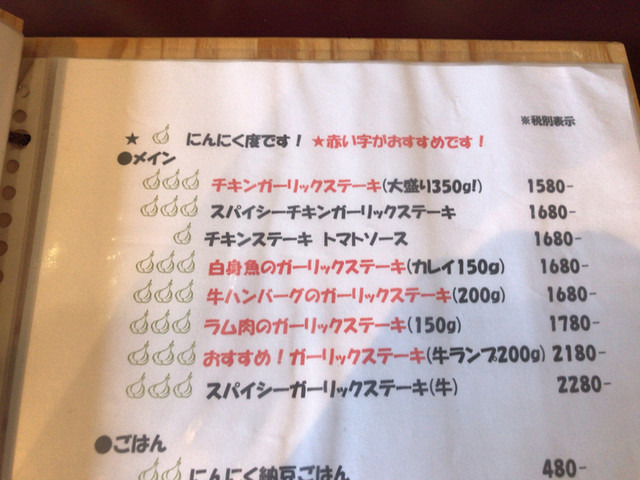 ※税別表示
★ にんにく度です! ★赤い字がおすすめです!
●メイン
チキンガーリックステーキ(大盛り350g!) 1580-
スパイシーチキンガーリックステーキ 1680-
チキンステーキ トマトソース 1680-
白身魚のガーリックステーキ(カレイ150g) 1680-
牛ハンバーグのガーリックステーキ(200g) 1680-
ラム肉のガーリックステーキ(150g) 1780-
おすすめ!ガーリックステーキ(牛ランプ200g) 2180-
スパイシーガーリックステーキ(牛) 2280-
●ごはん
にんにく納豆ごはん 480-